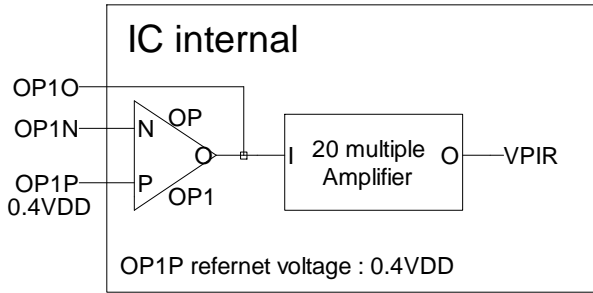 IC internal
OP1O
OP
OP1N
N
O
I
20 multiple
Amplifier
O
VPIR
OP1P
0.4VDD
P
OP1
OP1P refernet voltage : 0.4VDD